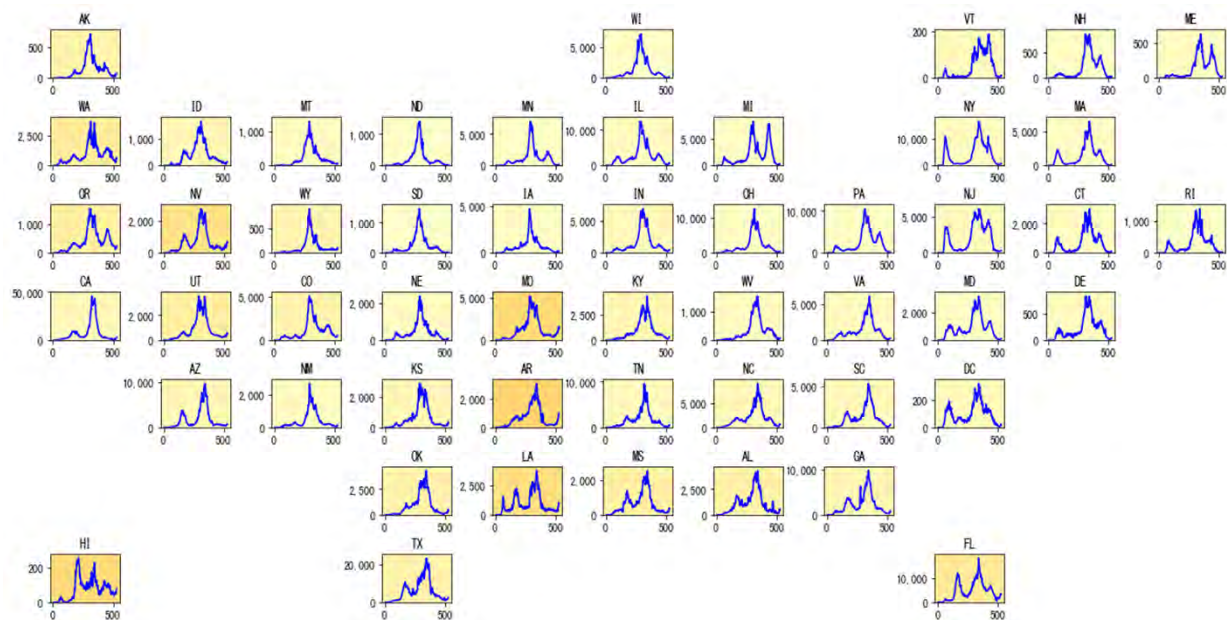 AK WI VT NH ME
500 5,000 200 500 500
0 0 0 0 0
0 500 0 500 0 500 0 500 0 500
WA ID MT ND MN IL MI NY MA
2,500 1,000 1,000 1,000 5,000 10,000 5,000 10,000 5,000
0 0 0 0 0 0 0 0 0
0 500 0 500 0 500 0 500 0 500 0 500 0 500 0 500 0 500
OR NV WY SD IA IN OH PA NJ CT RI
1,000 2,000 500 1,000 5,000 5,000 10,000 10,000 5,000 2,000 1,000
0 0 0 0 0 0 0 0 0 0 0
0 500 0 500 0 500 0 500 0 500 0 500 0 500 0 500 0 500 0 500 0 500
CA UT CO NE MO KY WV VA MD DE
50,000 2,000 5,000 2,000 5,000 2,500 1,000 5,000 2,000 500
0 0 0 0 0 0 0 0 0 0
0 500 0 500 0 500 0 500 0 500 0 500 0 500 0 500 0 500 0 500
AZ NM KS AR TN NC SC DC
10,000 2,000 2,500 2,500 5,000 5,000 5,000 200
0 0 0 0 0 0 0 0
0 500 0 500 0 500 0 500 0 500 0 500 0 500 0 500
OK LA MS AL GA
2,500 2,500 2,000 2,500 10,000
0 0 0 0 0
0 500 0 500 0 500 0 500 0 500
HI TX FL
200 10,000 10,000
0 0 0
0 500 0 500 0 500